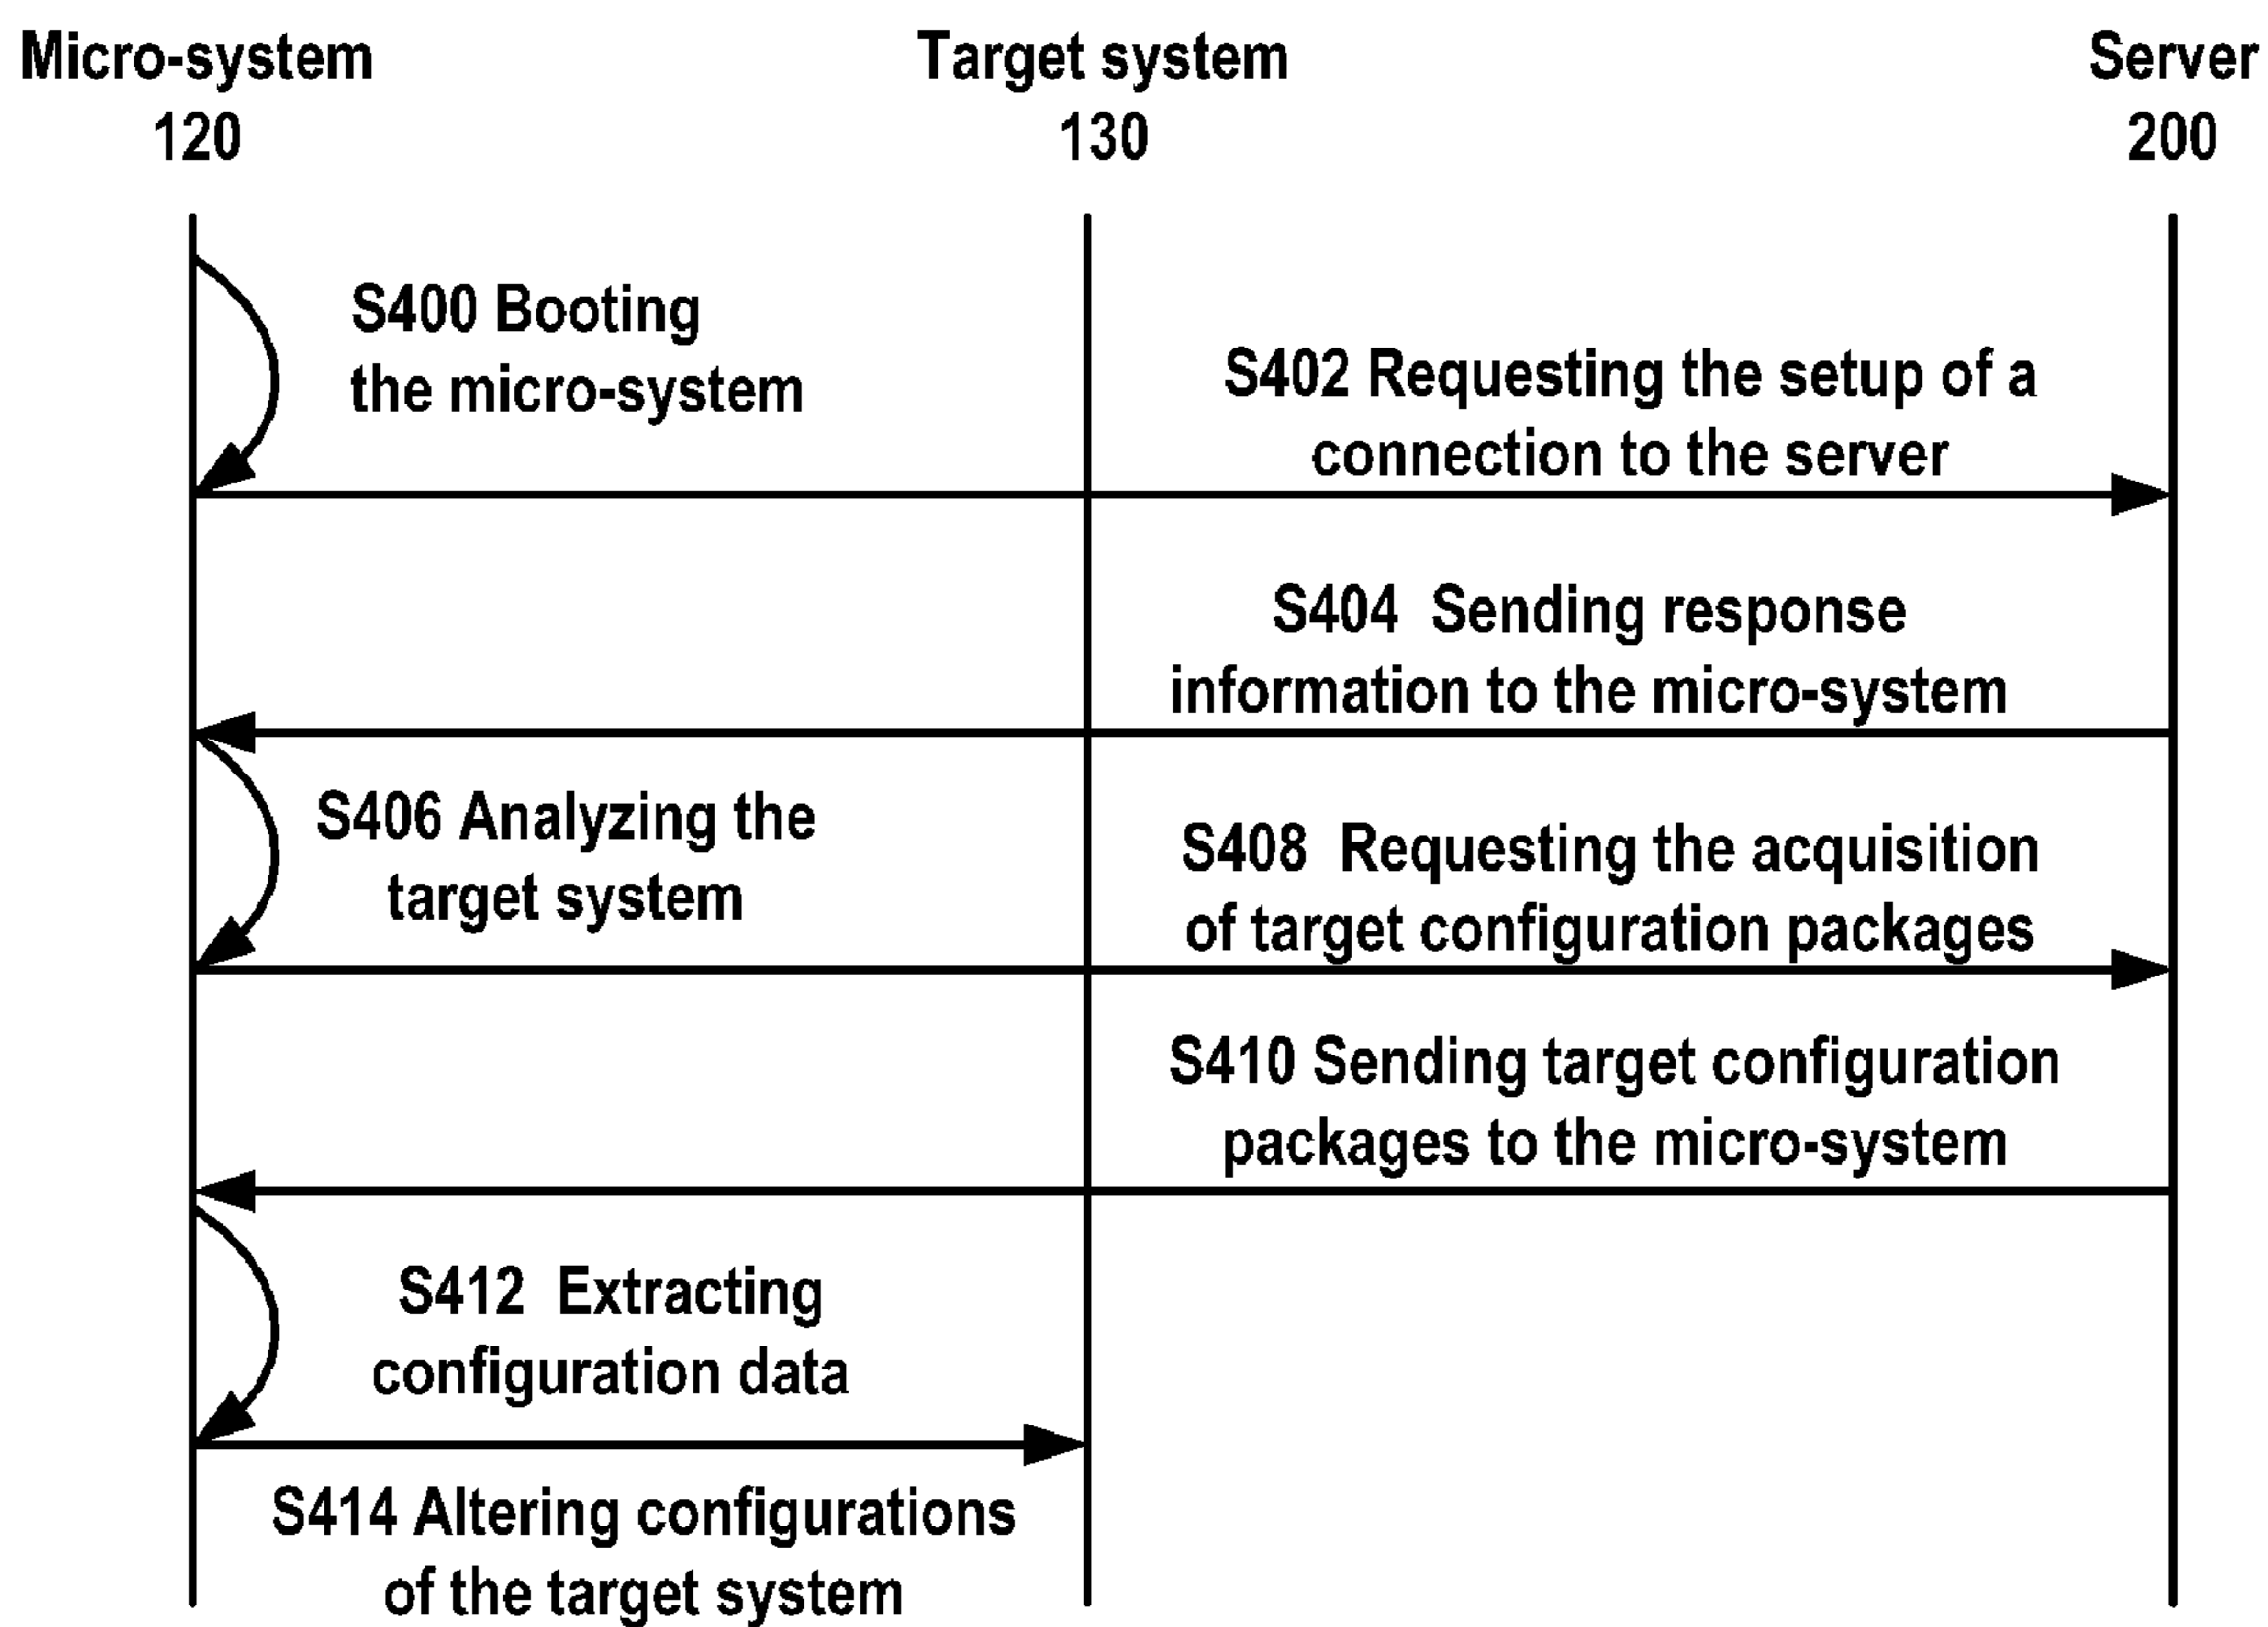 Micro-system
120
Target system
130
Server
200
S400 Booting
the micro-system
S402 Requesting the setup of a
connection to the server
S404 Sending response
information to the micro-system
S406 Analyzing the
target system
S408 Requesting the acquisition
of target configuration packages
S410 Sending target configuration
packages to the micro-system
S412 Extracting
configuration data
S414 Altering configurations
of the target system